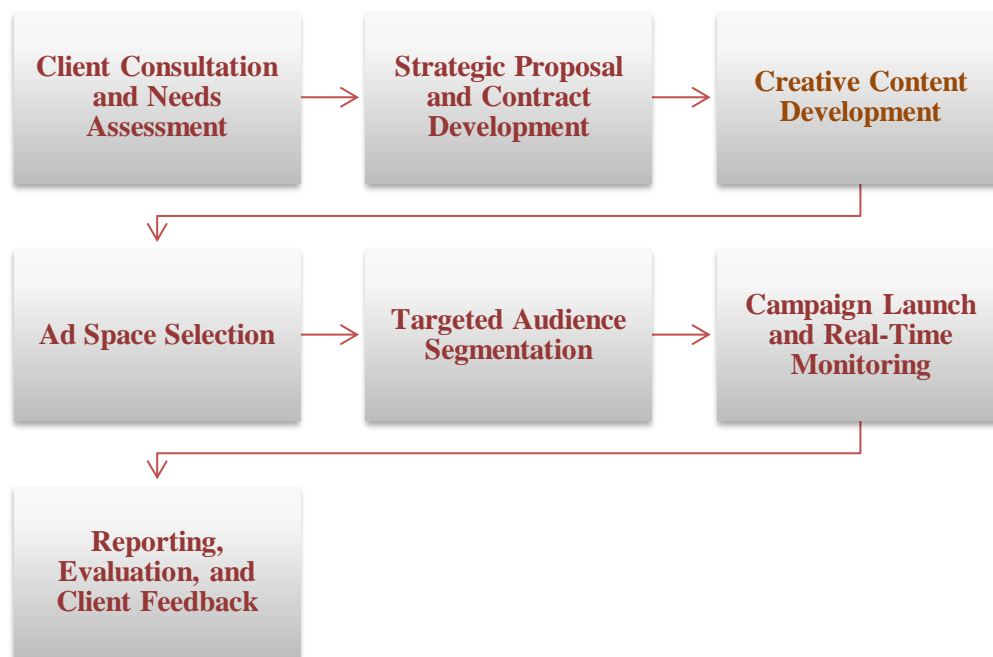 Client Consultation
and Needs
Assessment
Strategic Proposal
and Contract
Development
Creative Content
Development
Ad Space Selection
Targeted Audience
Segmentation
Campaign Launch
and Real-Time
Monitoring
Reporting,
Evaluation, and
Client Feedback